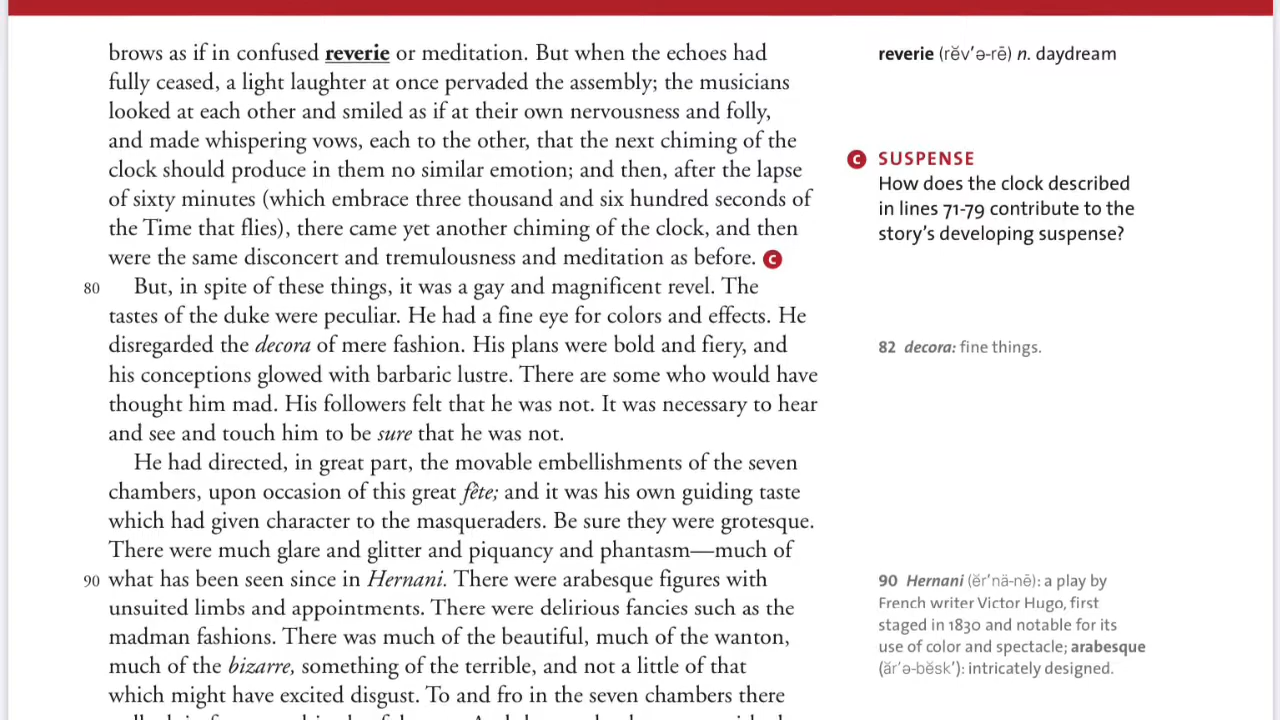 brows as if in confused reverie or meditation. But when the echoes had
fully ceased, a light laughter at once pervaded the assembly; the musicians
looked at each other and smiled as if at their own nervousness and folly,
and made whispering vows, each to the other, that the next chiming of the
clock should produce in them no similar emotion; and then, after the lapse
of sixty minutes (which embrace three thousand and six hundred seconds of
the Time that flies), there came yet another chiming of the clock, and then
were the same disconcert and tremulousness and meditation as before. C
80 But, in spite of these things, it was a gay and magnificent revel. The
tastes of the duke were peculiar. He had a fine eye for colors and effects. He
disregarded the decora of mere fashion. His plans were bold and fiery, and
his conceptions glowed with barbaric lustre. There are some who would have
thought him mad. His followers felt that he was not. It was necessary to hear
and see and touch him to be sure that he was not.
He had directed, in great part, the movable embellishments of the seven
chambers, upon occasion of this great fête; and it was his own guiding taste
which had given character to the masqueraders. Be sure they were grotesque.
There were much glare and glitter and piquancy and phantasm—much of
90 what has been seen since in Hernani. There were arabesque figures with
unsuited limbs and appointments. There were delirious fancies such as the
madman fashions. There was much of the beautiful, much of the wanton,
much of the bizarre, something of the terrible, and not a little of that
which might have excited disgust. To and fro in the seven chambers there
reverie (rĕv′ə-rē) n. daydream
C SUSPENSE
How does the clock described
in lines 71-79 contribute to the
story's developing suspense?
82 decora: fine things.
90 Hernani (ĕr′nä-nē): a play by
French writer Victor Hugo, first
staged in 1830 and notable for its
use of color and spectacle; arabesque
(ăr′ə-bĕsk′): intricately designed.